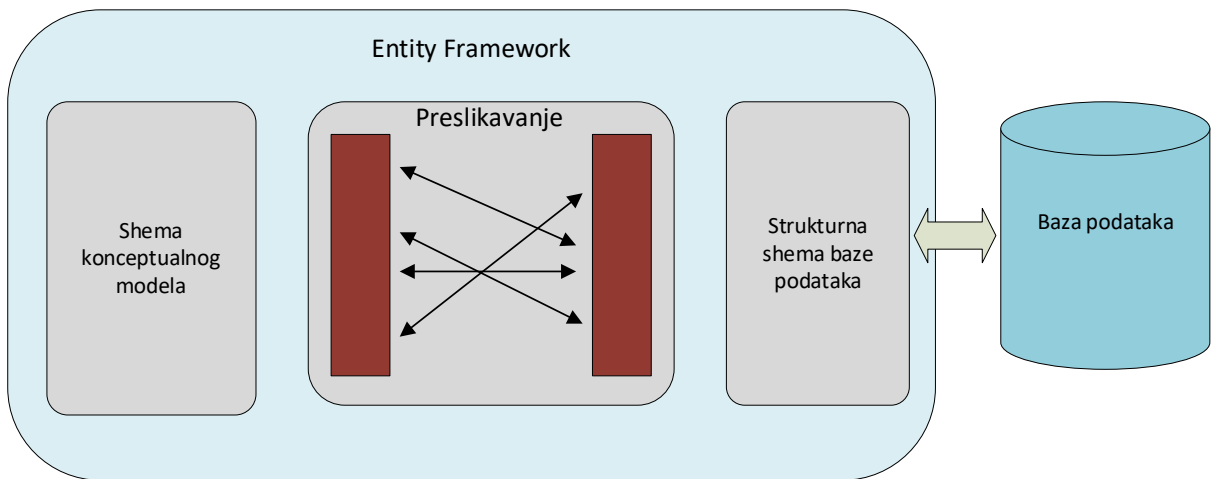 Entity Framework
Preslikavanje
Shema
konceptualnog
modela
Strukturna
shema baze
podataka
Baza podataka